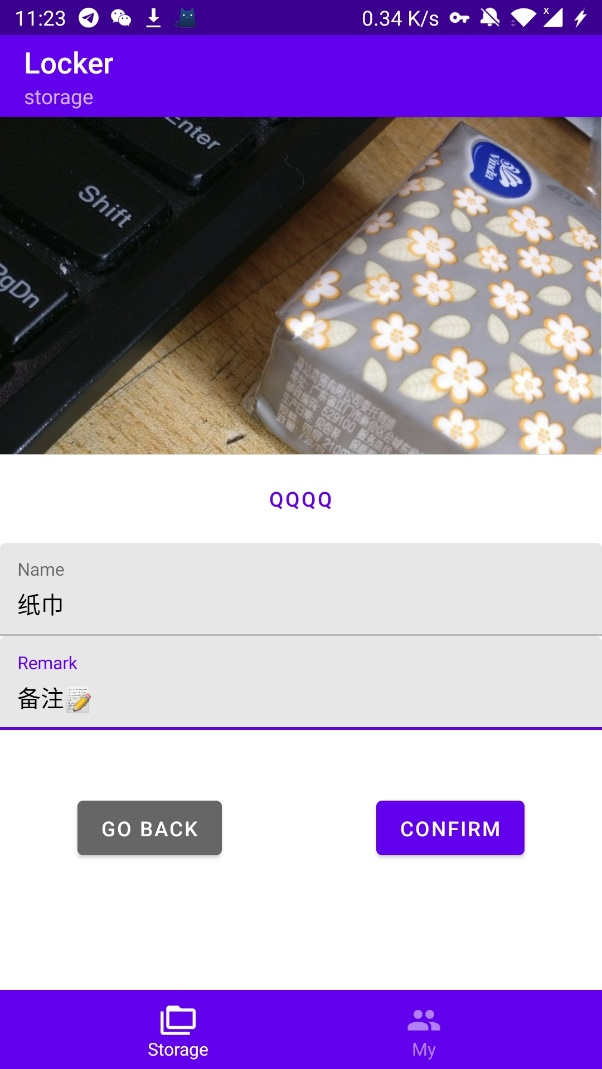 11:23
0.34 K/s
Locker
storage
Enter
Shift
PgDn
Vinda
QQQQ
Name
纸巾
Remark
备注📝
GO BACK
CONFIRM
Storage
My